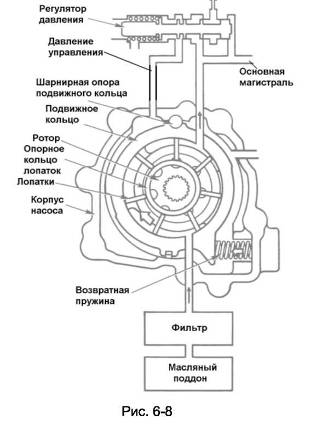 Регулятор
давления
Давление
управления
Основная
магистраль
Шарнирная опора
подвижного кольца
Подвижное
кольцо
Ротор
Опорное
кольцо
лопаток
Лопатки
Корпус
насоса
Возвратная
пружина
Фильтр
Масляный
поддон
Рис. 6-8